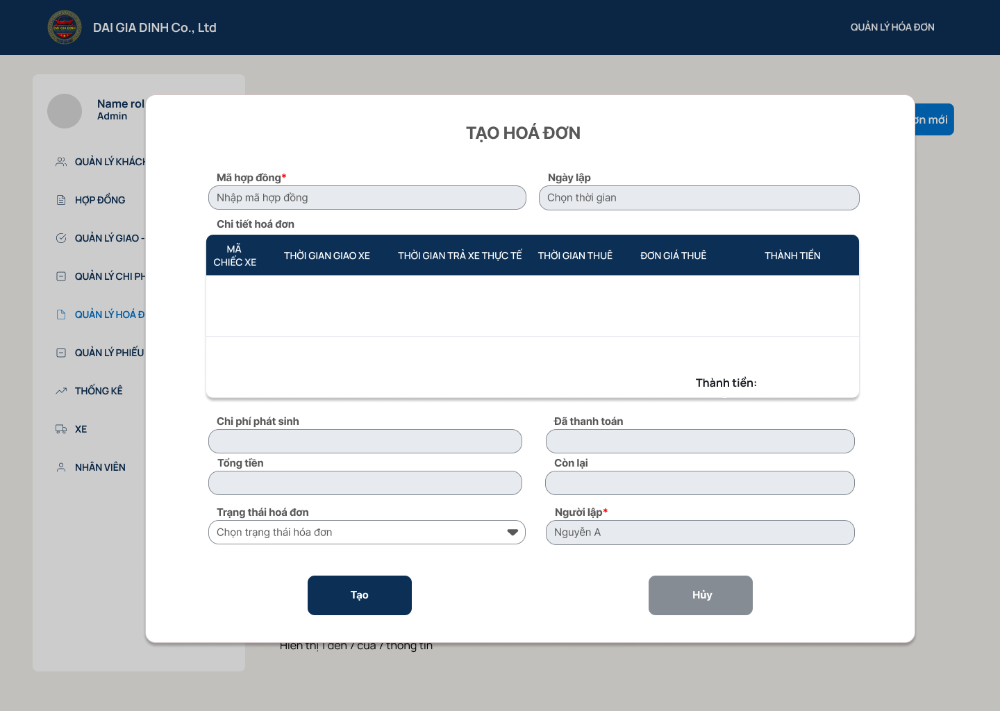 DAI GIA DINH
DAI GIA DINH Co., Ltd
QUẢN LÝ HÓA ĐƠN
Name rol
Admin
QUẢN LÝ KHÁCH
HỢP ĐỒNG
QUẢN LÝ GIAO -
QUẢN LÝ CHI PH
QUẢN LÝ HOÁ Đ
QUẢN LÝ PHIẾU
THỐNG KÊ
XE
NHÂN VIÊN
ơn mới
TẠO HOÁ ĐƠN
Mã hợp đồng*
Ngày lập
Nhập mã hợp đồng
Chọn thời gian
Chi tiết hoá đơn
MÃ
CHIẾC XE
THỜI GIAN GIAO XE
THỜI GIAN TRẢ XE THỰC TẾ
THỜI GIAN THUÊ
ĐƠN GIÁ THUÊ
THÀNH TIỀN
Thành tiền:
Chi phí phát sinh
Đã thanh toán
Tổng tiền
Còn lại
Trạng thái hoá đơn
Người lập*
Chọn trạng thái hóa đơn
Nguyễn A
Tạo
Hủy
Hiển thị 1 đến 7 của 7 thông tin